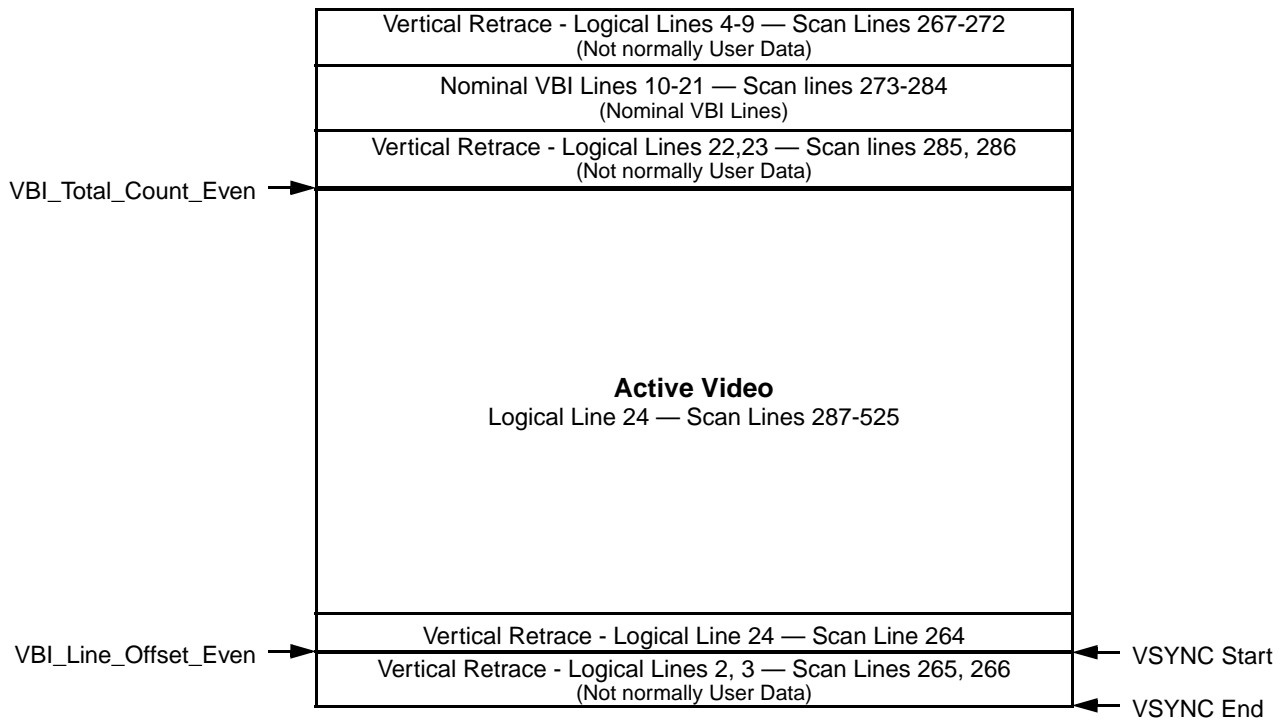 Vertical Retrace - Logical Lines 4-9 — Scan Lines 267-272
(Not normally User Data)
Nominal VBI Lines 10-21 — Scan lines 273-284
(Nominal VBI Lines)
Vertical Retrace - Logical Lines 22,23 — Scan lines 285, 286
(Not normally User Data)
VBI_Total_Count_Even
Active Video
Logical Line 24 — Scan Lines 287-525
Vertical Retrace - Logical Line 24 — Scan Line 264
VBI_Line_Offset_Even
VSYNC Start
Vertical Retrace - Logical Lines 2, 3 — Scan Lines 265, 266
(Not normally User Data)
VSYNC End